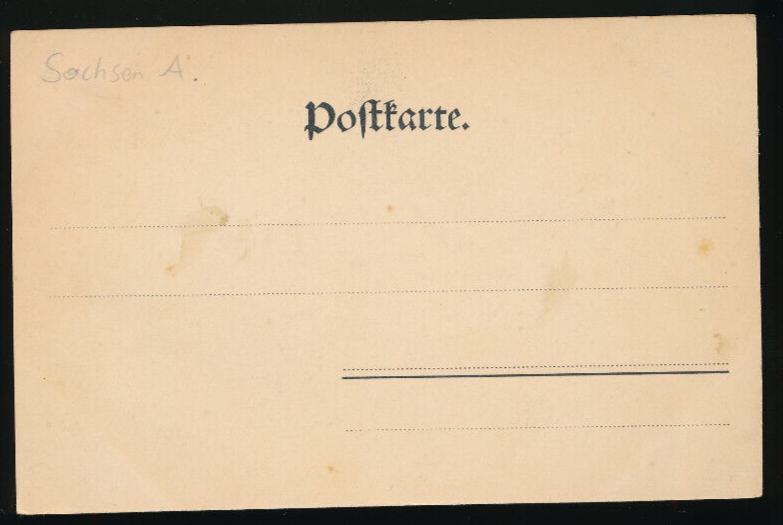 Sachsen A.
Postkarte.